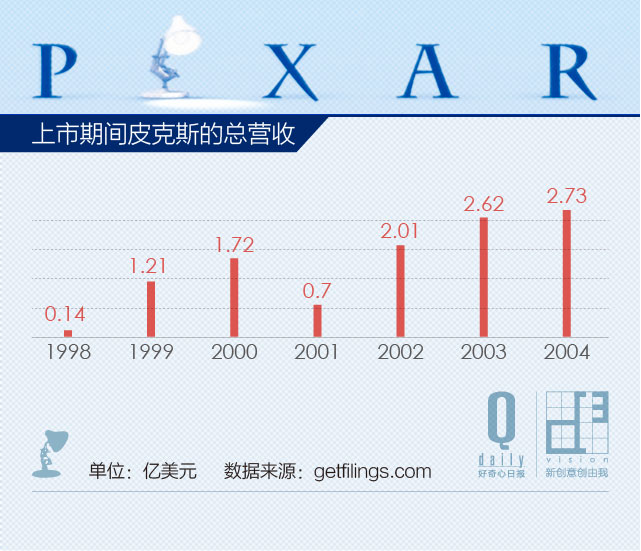 P XAR
上市期间皮克斯的总营收
0.14 1.21 1.72 0.7 2.01 2.62 2.73
1998 1999 2000 2001 2002 2003 2004
单位：亿美元 数据来源：getfilings.com
Q
daily
好奇心日报
vision
新创意创由我